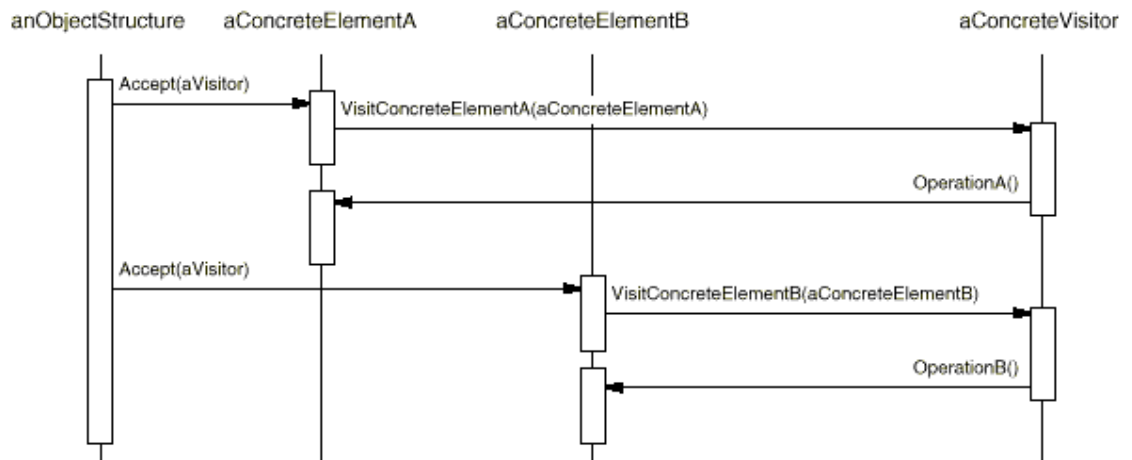 anObjectStructure aConcreteElementA aConcreteElementB aConcreteVisitor
Accept(aVisitor)
VisitConcreteElementA(aConcreteElementA)
OperationA()
Accept(aVisitor)
VisitConcreteElementB(aConcreteElementB)
OperationB()